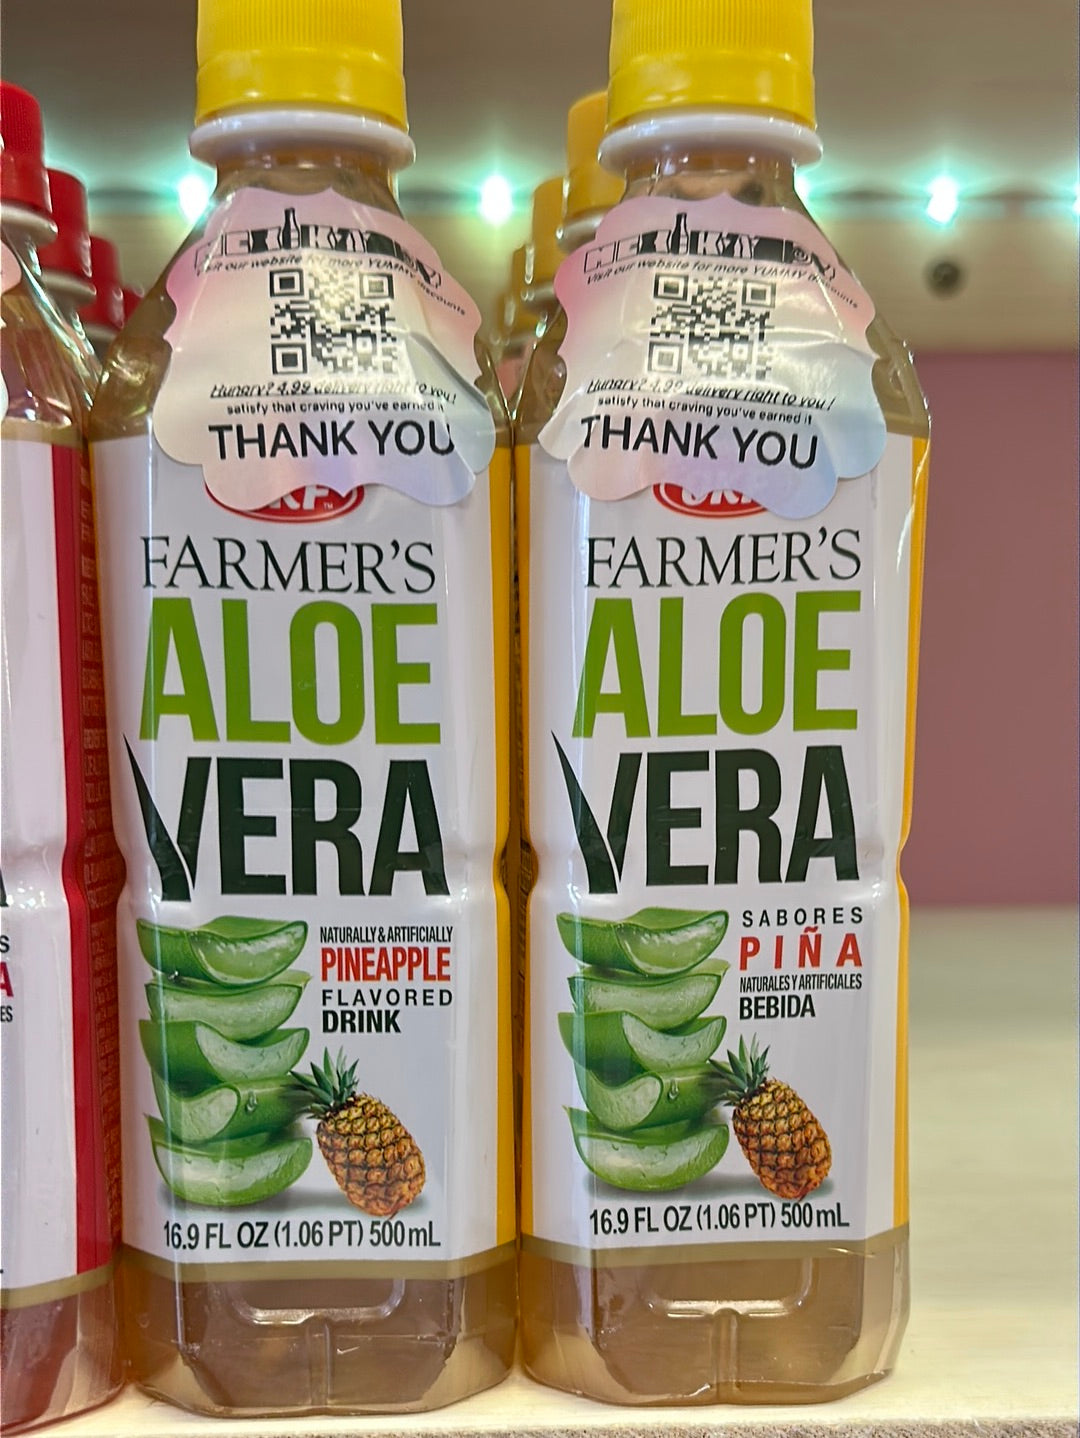 Visit our website for more YUMMY discounts
Hungry? 4.99 delivery right to you!
satisfy that craving you've earned it
THANK YOU
FARMER'S
ALOE
VERA
NATURALLY & ARTIFICIALLY
PINEAPPLE
FLAVORED
DRINK
16.9 FL OZ (1.06 PT) 500mL
Visit our website for more YUMMY discounts
Hungry? 4.99 delivery right to you!
satisfy that craving you've earned it
THANK YOU
FARMER'S
ALOE
VERA
SABORES
PIÑA
NATURALES Y ARTIFICIALES
BEBIDA
16.9 FL OZ (1.06 PT) 500mL